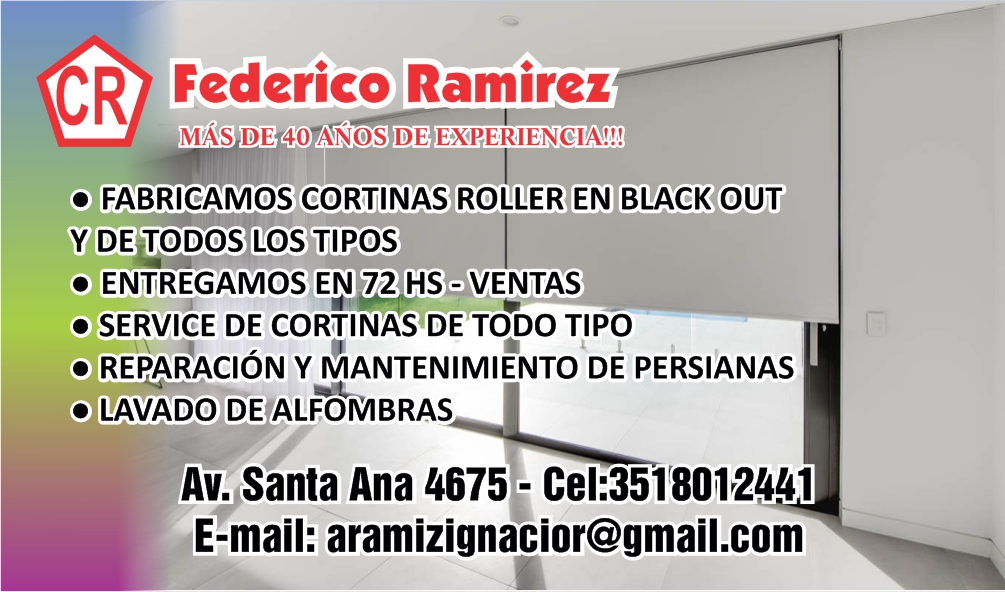 CR
Federico Ramirez
MÁS DE 40 AÑOS DE EXPERIENCIA!!!
● FABRICAMOS CORTINAS ROLLER EN BLACK OUT
Y DE TODOS LOS TIPOS
● ENTREGAMOS EN 72 HS - VENTAS
● SERVICE DE CORTINAS DE TODO TIPO
● REPARACIÓN Y MANTENIMIENTO DE PERSIANAS
● LAVADO DE ALFOMBRAS
Av. Santa Ana 4675 - Cel:3518012441
E-mail: aramizignacior@gmail.com